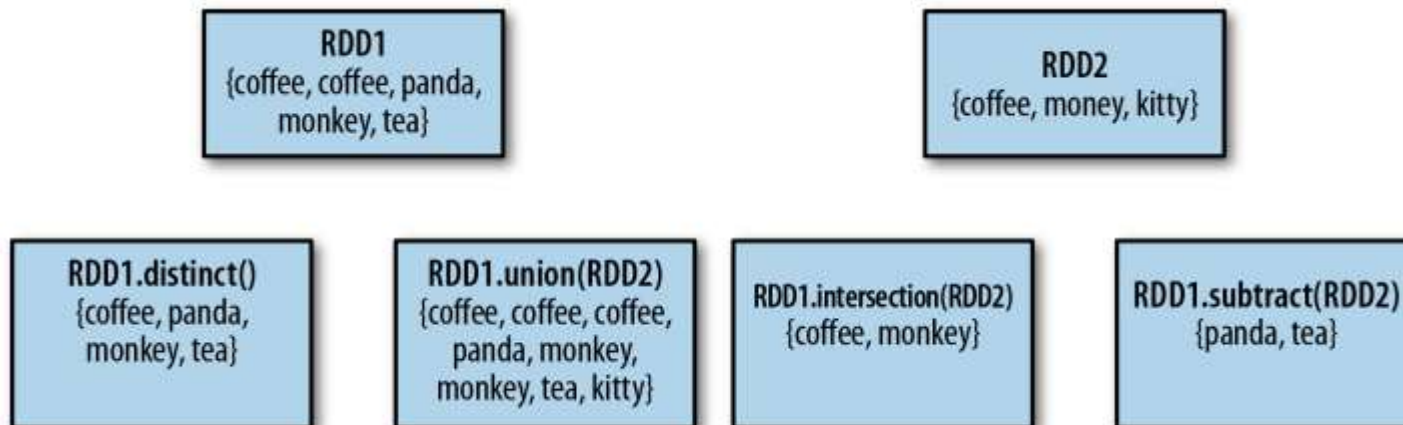 RDD1
{coffee, coffee, panda,
monkey, tea}
RDD2
{coffee, money, kitty}
RDD1.distinct()
{coffee, panda,
monkey, tea}
RDD1.union(RDD2)
{coffee, coffee, coffee,
panda, monkey,
monkey, tea, kitty}
RDD1.intersection(RDD2)
{coffee, monkey}
RDD1.subtract(RDD2)
{panda, tea}